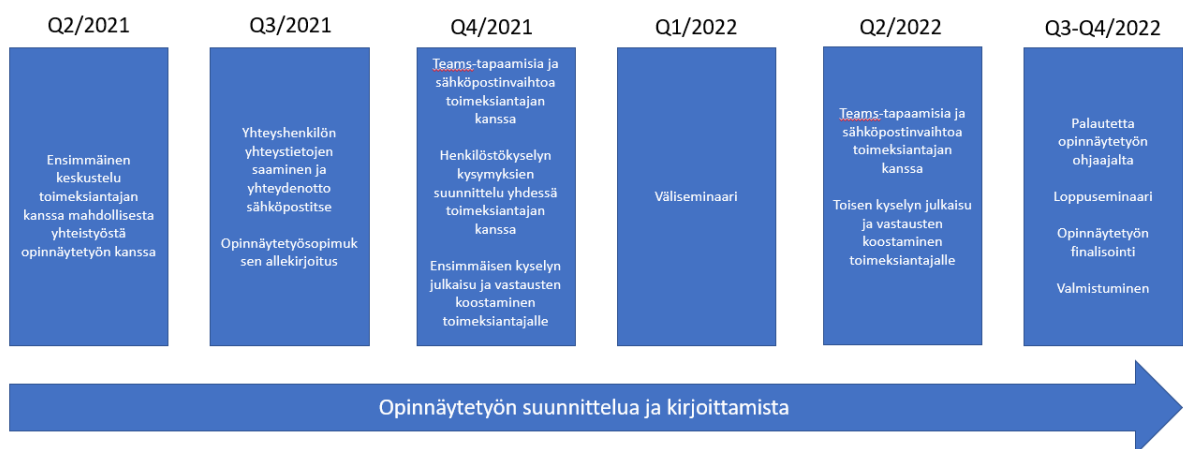 Q2/2021
Q3/2021
Q4/2021
Q1/2022
Q2/2022
Q3-Q4/2022
Ensimmäinen
keskustelu
toimeksiantajan
kanssa mahdollisesta
yhteistyöstä
opinnäytetyön kanssa
Yhteyshenkilön
yhteystietojen
saaminen ja
yhteydenotto
sähköpostitse
Opinnäytetyösopimuk
sen allekirjoitus
Teams-tapaamisia ja
sähköpostinvaihtoa
toimeksiantajan
kanssa
Henkilöstökyselyn
kysymyksien
suunnittelu yhdessä
toimeksiantajan
kanssa
Ensimmäisen kyselyn
julkaisu ja vastausten
koostaminen
toimeksiantajalle
Väliseminaari
Teams-tapaamisia ja
sähköpostinvaihtoa
toimeksiantajan
kanssa
Toisen kyselyn julkaisu
ja vastausten
koostaminen
toimeksiantajalle
Palautetta
opinnäytetyön
ohjaajalta
Loppuseminaari
Opinnäytetyön
finalisointi
Valmistuminen
Opinnäytetyön suunnittelua ja kirjoittamista